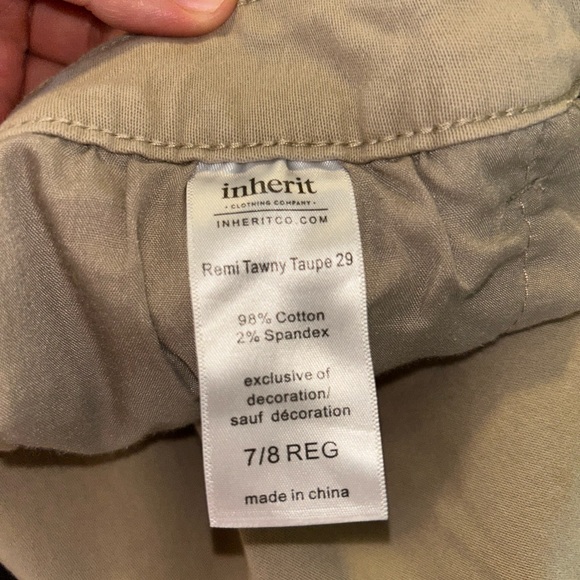 inherit
• CLOTHING COMPANY •
INHERITCO.COM
Remi Tawny Taupe 29
98% Cotton
2% Spandex
exclusive of
decoration/
sauf décoration
7/8 REG
made in china